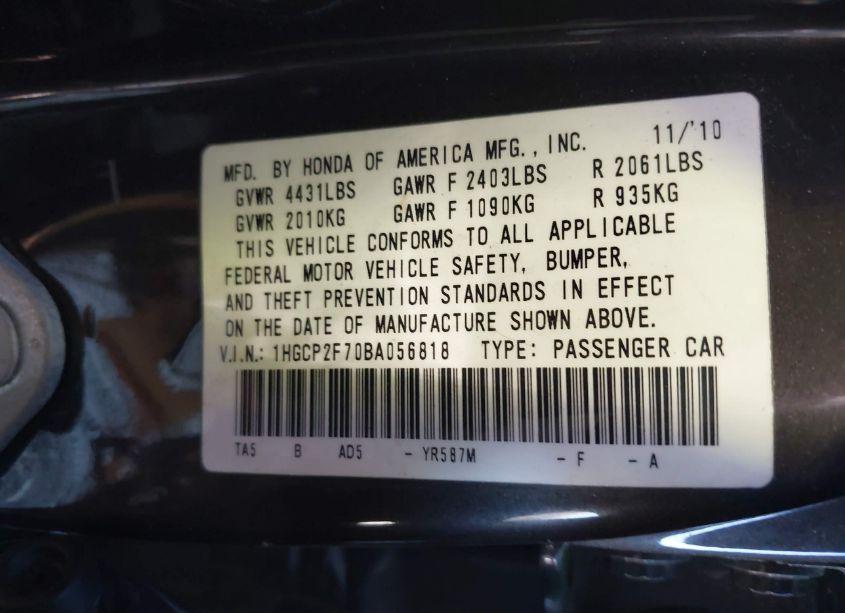 MFD. BY HONDA OF AMERICA MFG., INC. 11/'10
GVWR 4431LBS GAWR F 2403LBS R 2061LBS
GVWR 2010KG GAWR F 1090KG R 935KG
THIS VEHICLE CONFORMS TO ALL APPLICABLE
FEDERAL MOTOR VEHICLE SAFETY, BUMPER,
AND THEFT PREVENTION STANDARDS IN EFFECT
ON THE DATE OF MANUFACTURE SHOWN ABOVE.
V.I.N.: 1HGCP2F70BA056818 TYPE: PASSENGER CAR
TA5 B AD5 - YR587M - F - A